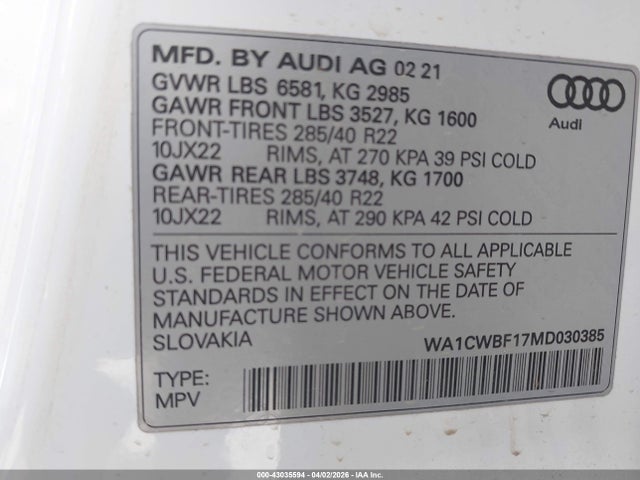 MFD. BY AUDI AG 02 21
GVWR LBS 6581, KG 2985
GAWR FRONT LBS 3527, KG 1600
FRONT-TIRES 285/40 R22
10JX22 RIMS, AT 270 KPA 39 PSI COLD
GAWR REAR LBS 3748, KG 1700
REAR-TIRES 285/40 R22
10JX22 RIMS, AT 290 KPA 42 PSI COLD
Audi
THIS VEHICLE CONFORMS TO ALL APPLICABLE
U.S. FEDERAL MOTOR VEHICLE SAFETY
STANDARDS IN EFFECT ON THE DATE OF
MANUFACTURE SHOWN ABOVE.
SLOVAKIA WA1CWBF17MD030385
TYPE:
MPV
000-43035594 - 04/02/2026 - IAA Inc.